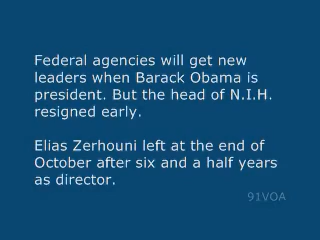 Federal agencies will get new
leaders when Barack Obama is
president. But the head of N.I.H.
resigned early.
Elias Zerhouni left at the end of
October after six and a half years
as director.
91VOA